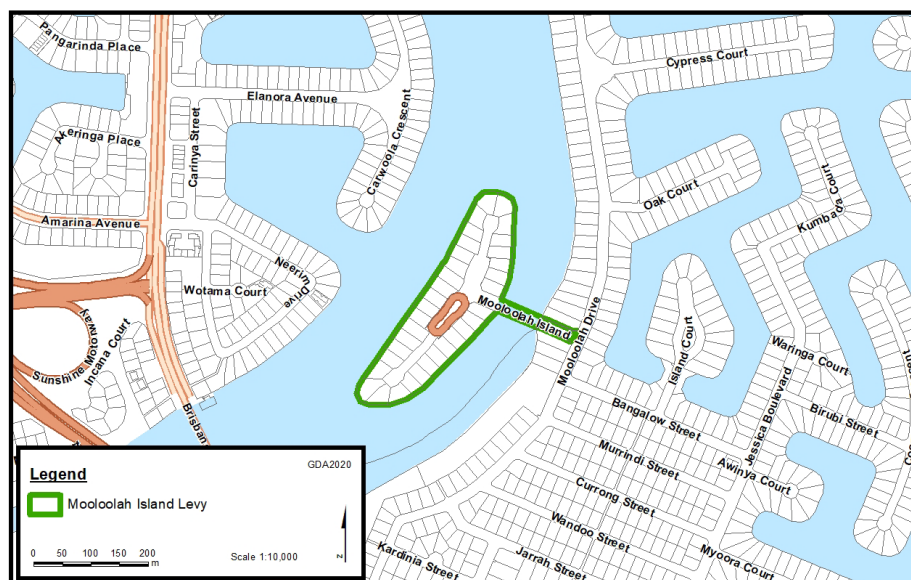 Pangarinda Place
Cypress Court
Elanora Avenue
Carwoola Crescent
Akeringa Place
Carinya Street
Kumbada Court
Oak Court
Amarina Avenue
Neerim Drive
Wotama Court
Mooloolah Island
Mooloolah Drive
Sunshine Motorway
Incana Court
Island Court
Waringa Court
Jessica Boulevard
Bangalow Street
Birubi Street
Brisban
Murrindi Street
Awinya Court
Currong Street
Wandoo Street
Myoora Court
Kardinia Street
Jarrah Street
Legend
GDA2020
Mooloolah Island Levy
0 50 100 150 200
m
Scale 1:10,000
N